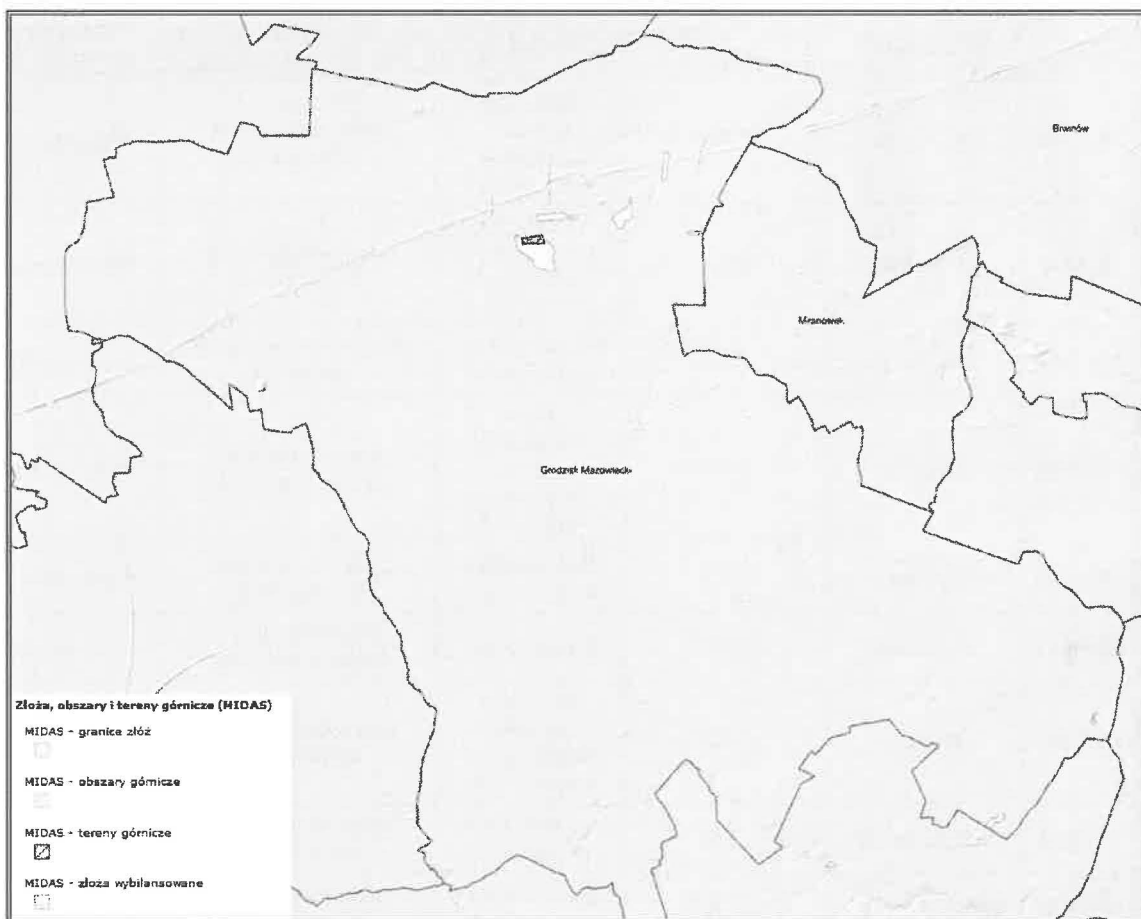 Brwinów
Milanówek
Grodzisk Mazowiecki
Złoża, obszary i tereny górnicze (MIDAS)
MIDAS - granice złóż
MIDAS - obszary górnicze
MIDAS - tereny górnicze
MIDAS - złoża wybilansowane